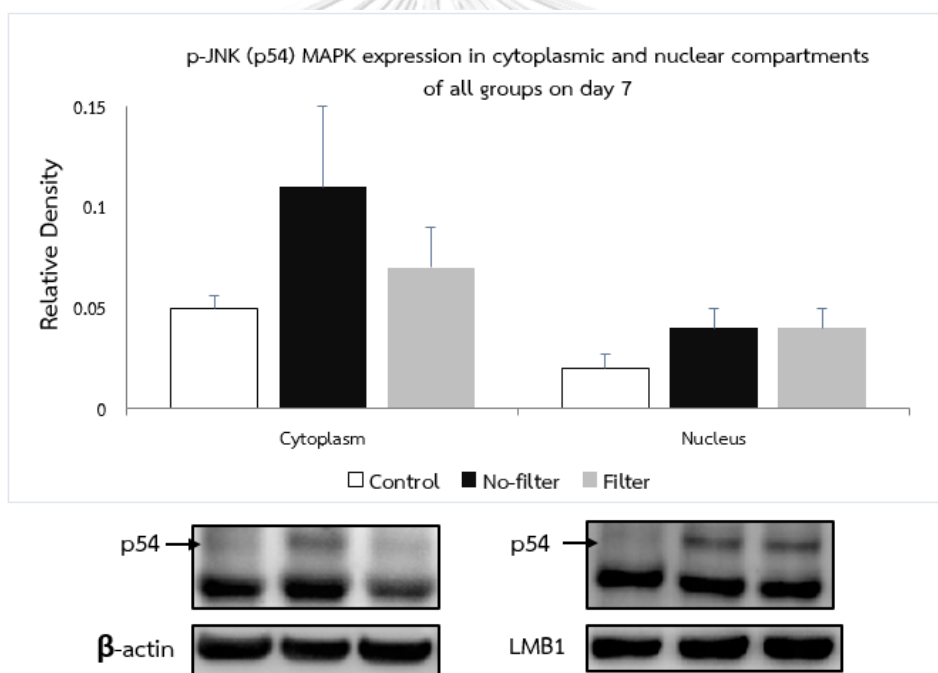 p-JNK (p54) MAPK expression in cytoplasmic and nuclear compartments
of all groups on day 7
Relative Density
0.15
0.1
0.05
0
Cytoplasm Nucleus
Control No-filter Filter
p54 p54
β-actin LMB1